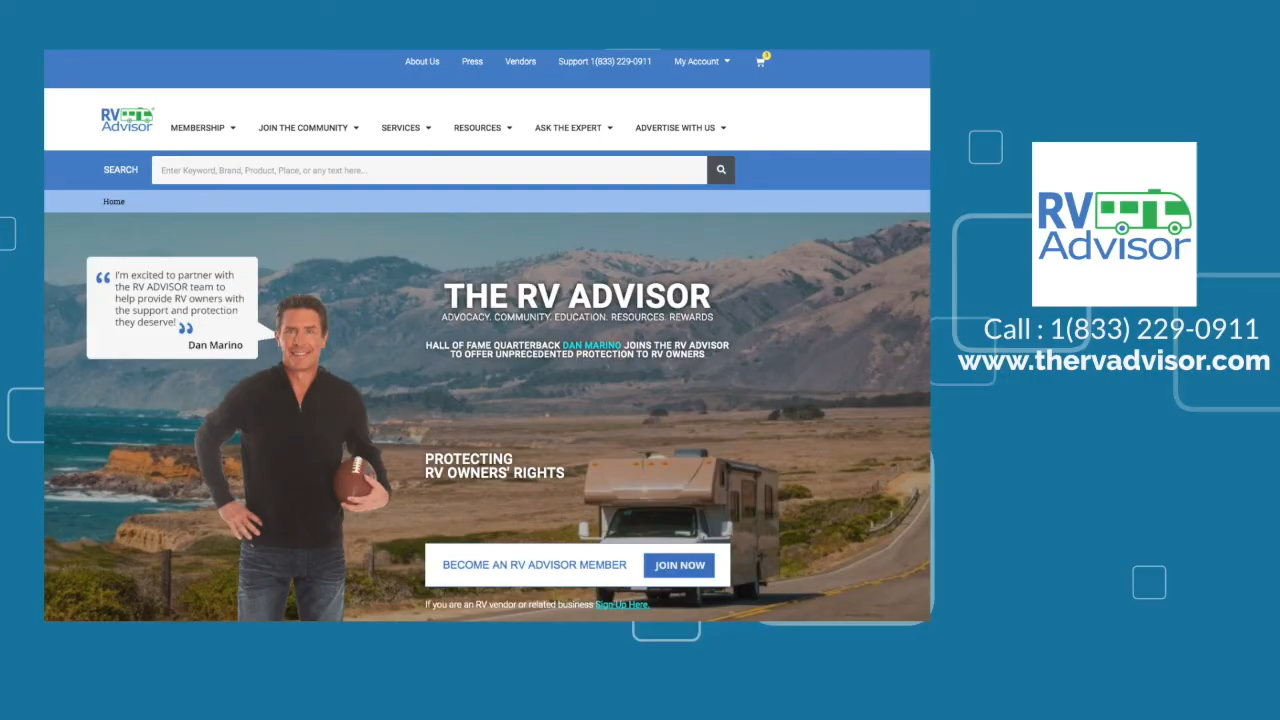 About Us Press Vendors Support 1(833) 229-0911 My Account
RV
Advisor
MEMBERSHIP JOIN THE COMMUNITY SERVICES RESOURCES ASK THE EXPERT ADVERTISE WITH US
SEARCH Enter Keyword, Brand, Product, Place, or any text here...
Home
“ I'm excited to partner with
the RV ADVISOR team to
help provide RV owners with
the support and protection
they deserve! ”
Dan Marino
THE RV ADVISOR
ADVOCACY. COMMUNITY. EDUCATION. RESOURCES. REWARDS
HALL OF FAME QUARTERBACK DAN MARINO JOINS THE RV ADVISOR
TO OFFER UNPRECEDENTED PROTECTION TO RV OWNERS
PROTECTING
RV OWNERS' RIGHTS
BECOME AN RV ADVISOR MEMBER JOIN NOW
If you are an RV vendor or related business Sign-Up Here.
RV
Advisor
Call : 1(833) 229-0911
www.thervadvisor.com